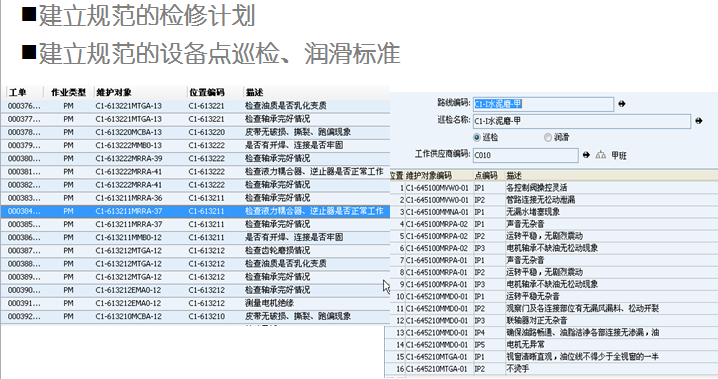 ■建立规范的检修计划
■建立规范的设备点巡检、润滑标准
工单 作业类型 维护对象 位置编码 描述
000376... PM C1-613221MTGA-13 C1-613221 检查油质是否乳化变质
000377... PM C1-613221MTGA-13 C1-613221 检查轴承完好情况
000378... PM C1-613220MCBA-13 C1-613220 皮带无破损、撕裂、跑偏现象
000379... PM C1-613222MMB0-13 C1-613222 是否有开焊、连接是否牢固
000380... PM C1-613222MRRA-39 C1-613222 检查轴承完好情况
000381... PM C1-613222MRRA-41 C1-613222 检查液力耦合器、逆止器是否正常工作
000382... PM C1-613222MRRA-41 C1-613222 检查轴承完好情况
000383... PM C1-613211MRRA-36 C1-613211 检查轴承完好情况
000384... PM C1-613211MRRA-37 C1-613211 检查液力耦合器、逆止器是否正常工作
000385... PM C1-613211MRRA-37 C1-613211 检查轴承完好情况
000386... PM C1-613211MMB0-12 C1-613211 是否有开焊、连接是否牢固
000387... PM C1-613212MTGA-12 C1-613212 检查齿轮磨损情况
000388... PM C1-613212MTGA-12 C1-613212 检查油质是否乳化变质
000389... PM C1-613212MTGA-12 C1-613212 检查轴承完好情况
000390... PM C1-613212EMA0-12 C1-613212 检查轴承完好情况
000391... PM C1-613212EMA0-12 C1-613212 测量电机绝缘
000392... PM C1-613210MCBA-12 C1-613210 皮带无破损、撕裂、跑偏现象
路线编码: C1-I水泥磨-甲
巡检名称: C1-I水泥磨-甲
巡检 润滑
工作供应商编码: C010 甲班
位置 维护对象编码 点编码 描述
1 C1-645100MVW0-01 IP1 各控制阀操控灵活
2 C1-645100MVW0-01 IP2 管路连接无松动泄漏
3 C1-645100MMNA-01 IP1 无漏水堵塞现象
4 C1-645100MRPA-02 IP1 声音无杂音
5 C1-645100MRPA-02 IP2 运转平稳，无剧烈震动
6 C1-645100MRPA-02 IP3 电机轴承不缺油无松动现象
7 C1-645100MRPA-01 IP1 声音无杂音
8 C1-645100MRPA-01 IP2 运转平稳，无剧烈震动
9 C1-645100MRPA-01 IP3 电机轴承不缺油无松动现象
10 C1-645210MMD0-01 IP1 运转平稳无杂音
11 C1-645210MMD0-01 IP2 观察门及各连接部位有无漏风漏料、松动开裂
12 C1-645210MMD0-01 IP3 联轴器对正无杂音
13 C1-645210MMD0-01 IP4 确保油路畅通、油脂洁净各部连接无渗漏，油
14 C1-645210MMD0-01 IP5 电机无异常
15 C1-645210MTGA-01 IP1 视窗清晰直观，油位线不得少于全视窗的一半
16 C1-645210MTGA-01 IP2 不烫手